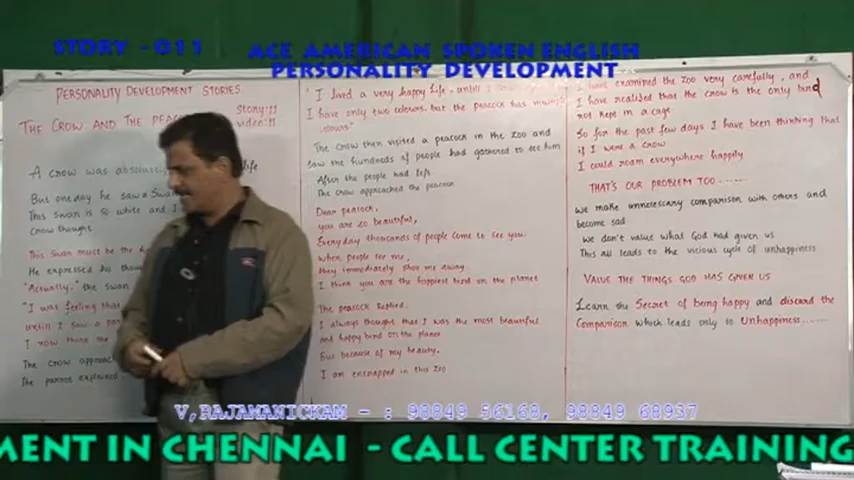 STORY - 011
ACE AMERICAN SPOKEN ENGLISH
PERSONALITY DEVELOPMENT
PERSONALITY DEVELOPMENT STORIES
Story:11
THE CROW AND THE
video:11
A crow was
But one day he saw a Swan
This swan is so white and I
Crow thought
This swan must be the
He expressed his
"Actually," the swan
"I was feeling that
until I saw a
I now think the
The crow
The parrot explained
"I lived a very happy life, untill I
I have only two colours, but the peacock has
colours"
The crow then visited a peacock in the zoo and
saw the hundreds of people had gathered to see him
After the people had left
The crow approached the peacock
Dear peacock,
you are so beautiful,
Everyday thousands of people come to see you.
When people see me,
they immediately shoo me away.
I think you are the happiest bird on the planet
The peacock replied.
I always thought that I was the most beautiful
and happy bird on the planet
But because of my beauty.
I am entrapped in this zoo
I have examined the zoo very carefully, and
I have realised that the crow is the only bird
not kept in a cage
So for the past few days I have been thinking that
if I were a crow
I could roam everywhere happily
THAT'S OUR PROBLEM TOO......
We make unnecessary comparison with others and
become sad
We don't value what God had given us
This all leads to the vicious cycle of unhappiness
VALUE THE THINGS GOD HAS GIVEN US
Learn the Secret of being happy and discard the
Comparison which leads only to Unhappiness......
V,RAJAMANICKAM - : 98849 56168, 98849 68937
MENT IN CHENNAI - CALL CENTER TRAINING